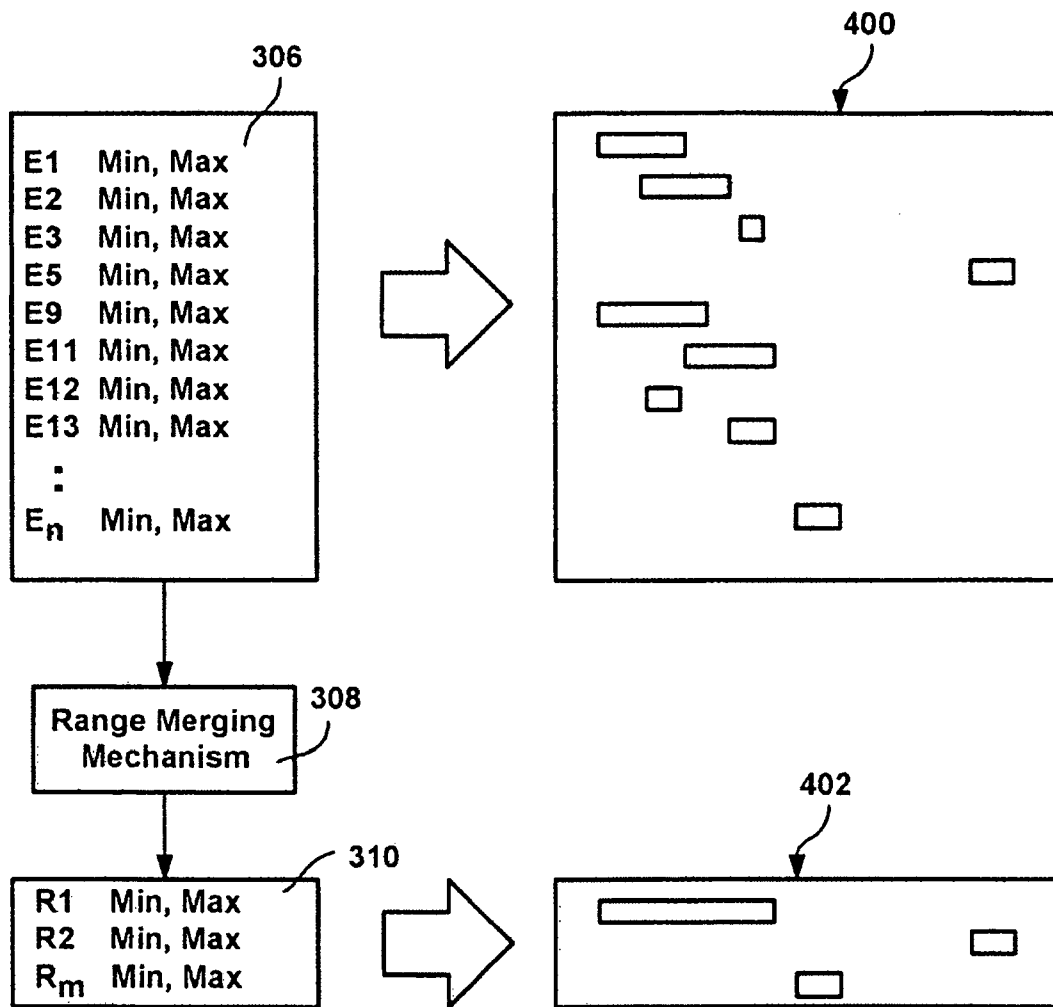 306
400
E1 Min, Max
E2 Min, Max
E3 Min, Max
E5 Min, Max
E9 Min, Max
E11 Min, Max
E12 Min, Max
E13 Min, Max
:
En Min, Max
Range Merging
Mechanism
308
402
310
R1 Min, Max
R2 Min, Max
Rm Min, Max